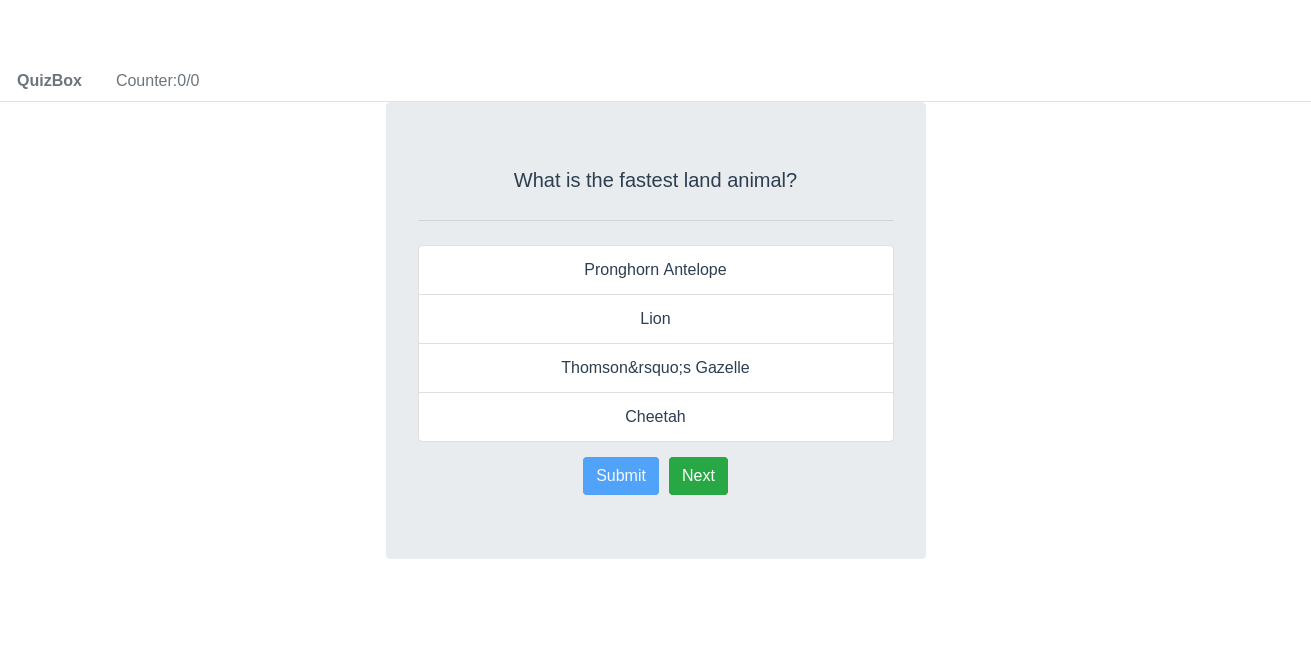 QuizBox Counter:0/0
What is the fastest land animal?
Pronghorn Antelope
Lion
Thomson&rsquo;s Gazelle
Cheetah
Submit Next